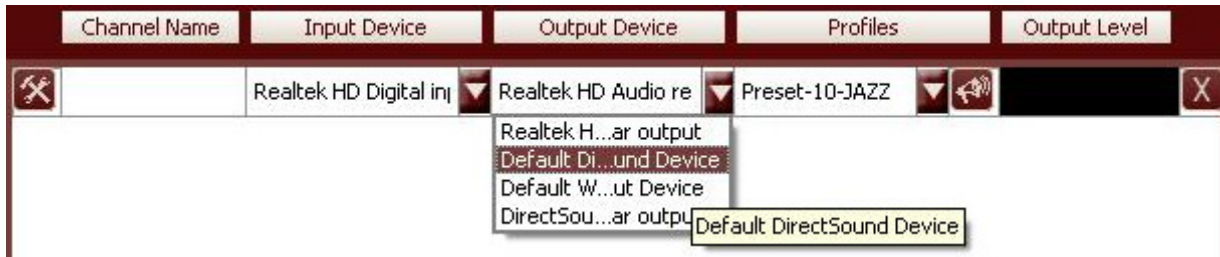 Channel Name Input Device Output Device Profiles Output Level
Realtek HD Digital inp Realtek HD Audio re Preset-10-JAZZ X
Realtek H...ar output
Default Di...und Device
Default W...ut Device
DirectSou...ar outpu
Default DirectSound Device